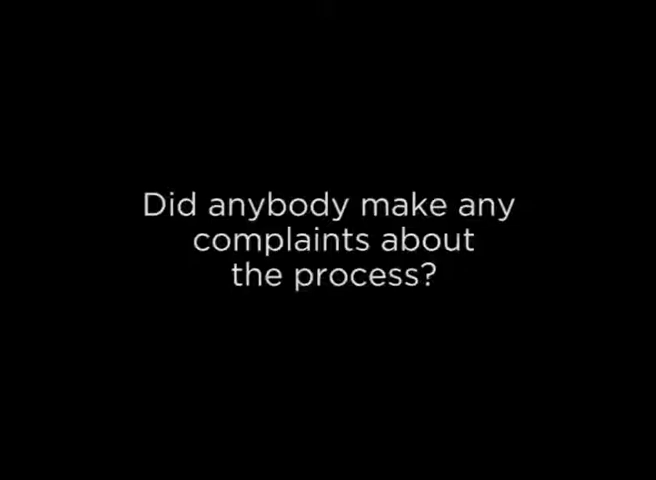 Did anybody make any
complaints about
the process?